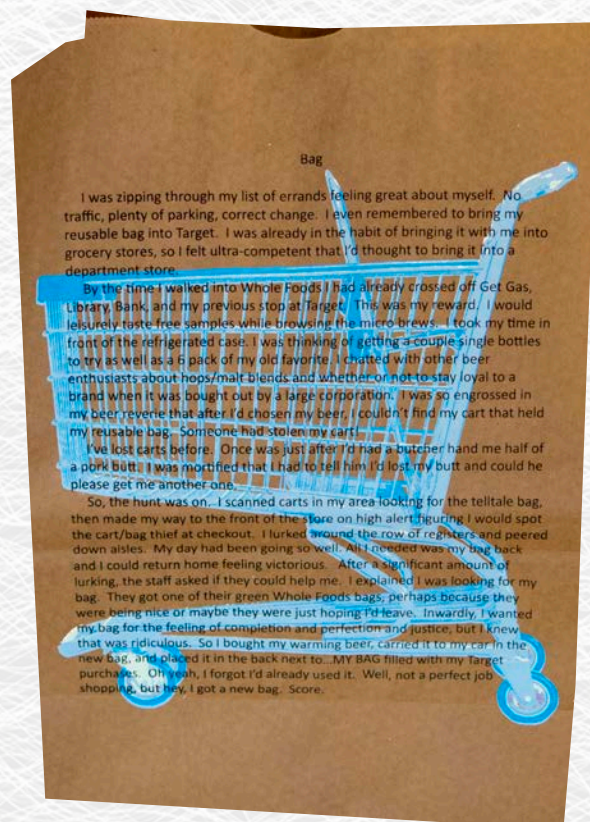 Bag
I was zipping through my list of errands feeling great about myself.  No
traffic, plenty of parking, correct change.  I even remembered to bring my
reusable bag into Target.  I was already in the habit of bringing it with me into
grocery stores, so I felt ultra-competent that I'd thought to bring it into a
department store.
By the time I walked into Whole Foods I had already crossed off Get Gas,
Library, Bank, and my previous stop at Target.  This was my reward.  I would
leisurely taste free samples while browsing the micro brews.  I took my time in
front of the refrigerated case. I was thinking of getting a couple single bottles
to try as well as a 6 pack of my old favorite. I chatted with other beer
enthusiasts about hops/malt blends and whether or not to stay loyal to a
brand when it was bought out by a large corporation.  I was so engrossed in
my beer reverie that after I'd chosen my beer, I couldn't find my cart that held
my reusable bag.  Someone had stolen my cart!
I've lost carts before.  Once was just after I'd had a butcher hand me half of
a pork butt.  I was mortified that I had to tell him I'd lost my butt and could he
please get me another one.
So, the hunt was on.  I scanned carts in my area looking for the telltale bag,
then made my way to the front of the store on high alert figuring I would spot
the cart/bag thief at checkout.  I lurked around the row of registers and peered
down aisles.  My day had been going so well. All I needed was my bag back
and I could return home feeling victorious.  After a significant amount of
lurking, the staff asked if they could help me.  I explained I was looking for my
bag.  They got one of their green Whole Foods bags, perhaps because they
were being nice or maybe they were just hoping I'd leave.  Inwardly, I wanted
my bag for the feeling of completion and perfection and justice, but I knew
that was ridiculous.  So I bought my warming beer, carried it to my car in the
new bag, and placed it in the back next to...MY BAG filled with my Target
purchases.  Oh yeah, I forgot I'd already used it.  Well, not a perfect job
shopping, but hey, I got a new bag.  Score.